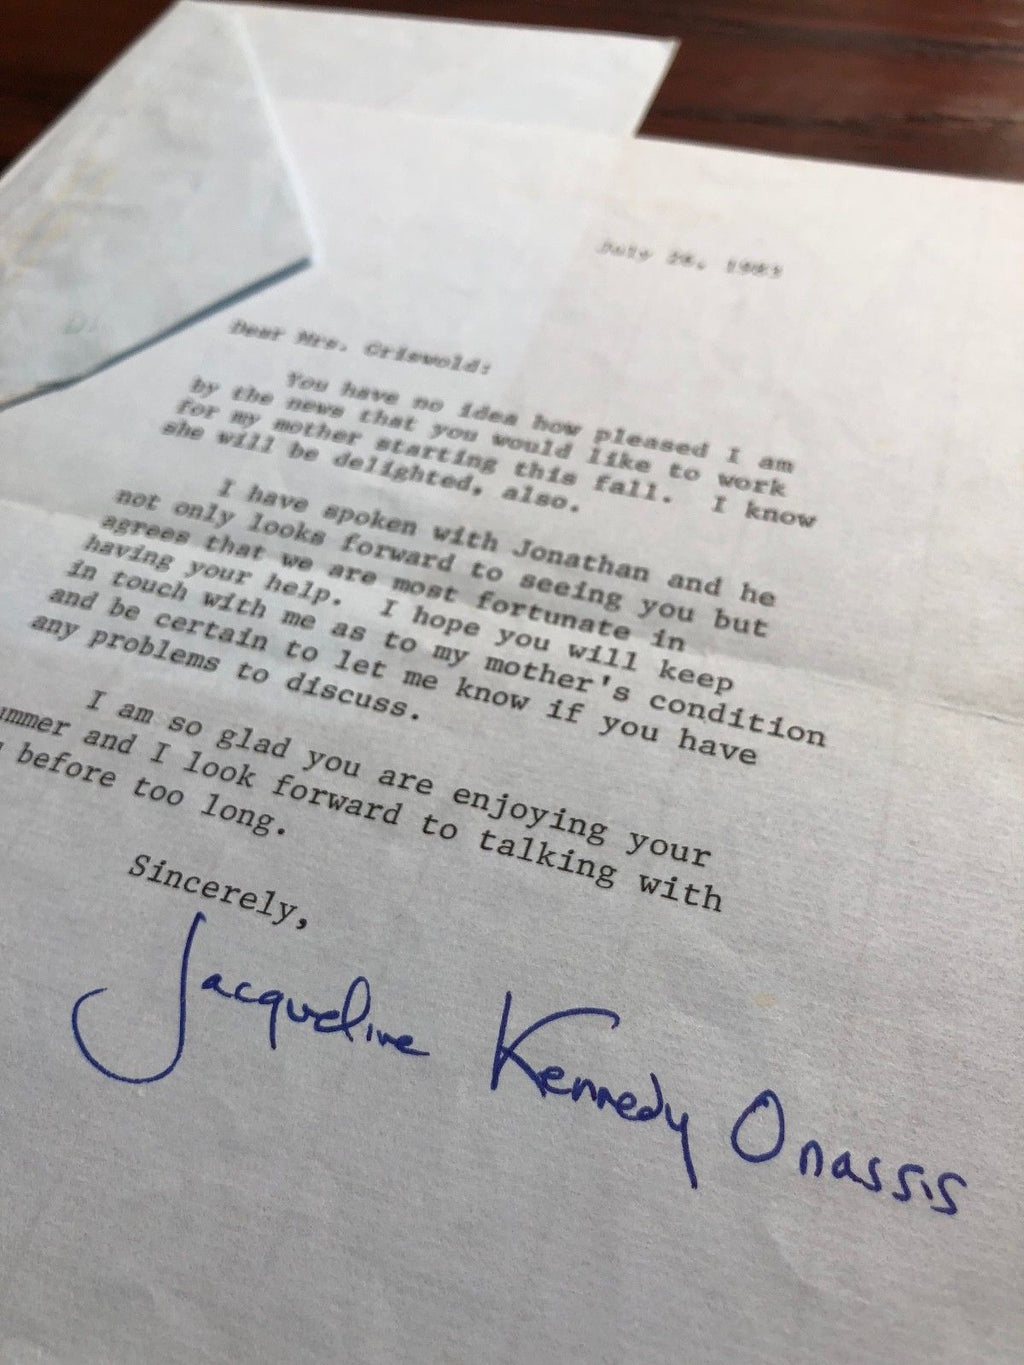 July
Dear Mrs. Griswold:
You have no idea how pleased I am
by the news that you would like to work
for my mother starting this fall. I know
she will be delighted, also.
I have spoken with Jonathan and he
not only looks forward to seeing you but
agrees that we are most fortunate in
having your help. I hope you will keep
in touch with me as to my mother's condition
and be certain to let me know if you have
any problems to discuss.
I am so glad you are enjoying your
ummer and I look forward to talking with
before too long.
Sincerely,
Jacqueline Kennedy Onassis